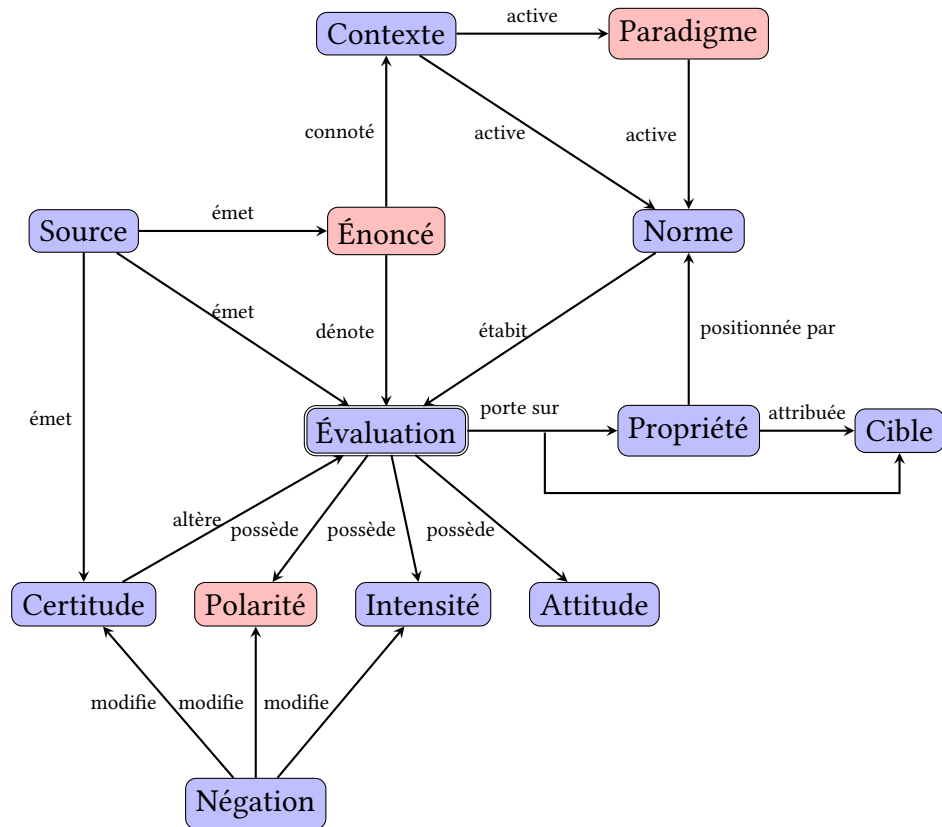 active
Contexte
Paradigme
connoté
active
active
émet
Source
Énoncé
Norme
émet
dénote
étabit
positionnée par
émet
porte sur
attribuée
Évaluation
Propriété
Cible
altère
possède
possède
possède
Certitude
Polarité
Intensité
Attitude
modifie
modifie
modifie
Négation